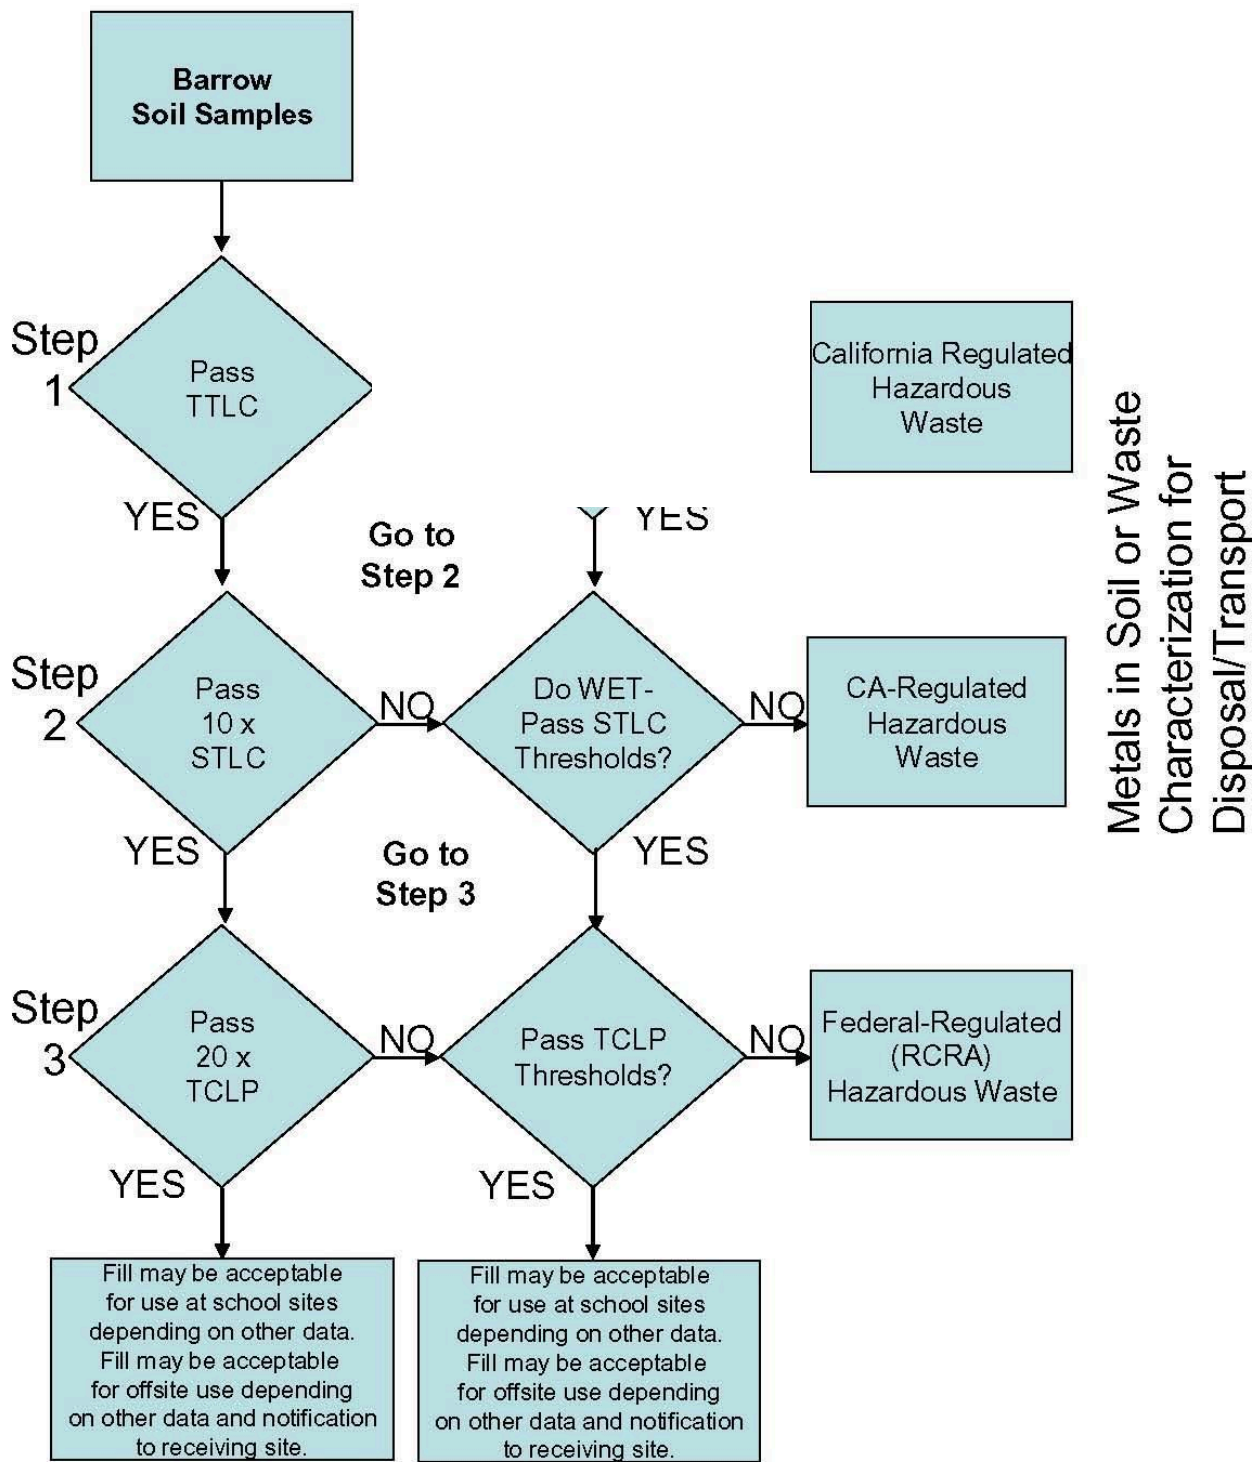 Barrow
Soil Samples
Step
1
Pass
TTLC
California Regulated
Hazardous
Waste
YES
Go to
Step 2
YES
Step
2
Pass
10 x
STLC
NO
Do WET-
Pass STLC
Thresholds?
NO
CA-Regulated
Hazardous
Waste
YES
Go to
Step 3
YES
Step
3
Pass
20 x
TCLP
NO
Pass TCLP
Thresholds?
NO
Federal-Regulated
(RCRA)
Hazardous Waste
YES
YES
Fill may be acceptable
for use at school sites
depending on other data.
Fill may be acceptable
for offsite use depending
on other data and notification
to receiving site.
Fill may be acceptable
for use at school sites
depending on other data.
Fill may be acceptable
for offsite use depending
on other data and notification
to receiving site.
Metals in Soil or Waste
Characterization for
Disposal/Transport